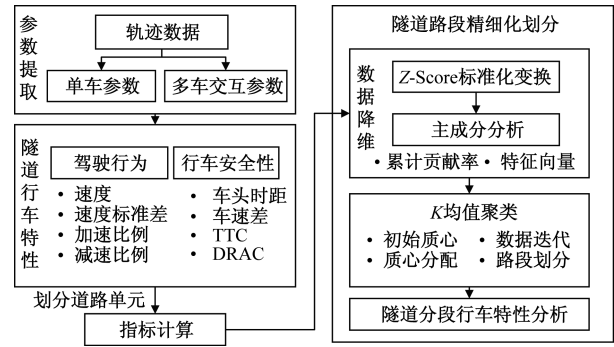 参数提取
轨迹数据
单车参数
多车交互参数
隧道行车特性
驾驶行为
• 速度
• 速度标准差
• 加速比例
• 减速比例
行车安全性
• 车头时距
• 车速差
• TTC
• DRAC
划分道路单元
指标计算
隧道路段精细化划分
数据降维
Z-Score标准化变换
主成分分析
• 累计贡献率 • 特征向量
K均值聚类
• 初始质心 • 数据迭代
• 质心分配 • 路段划分
隧道分段行车特性分析